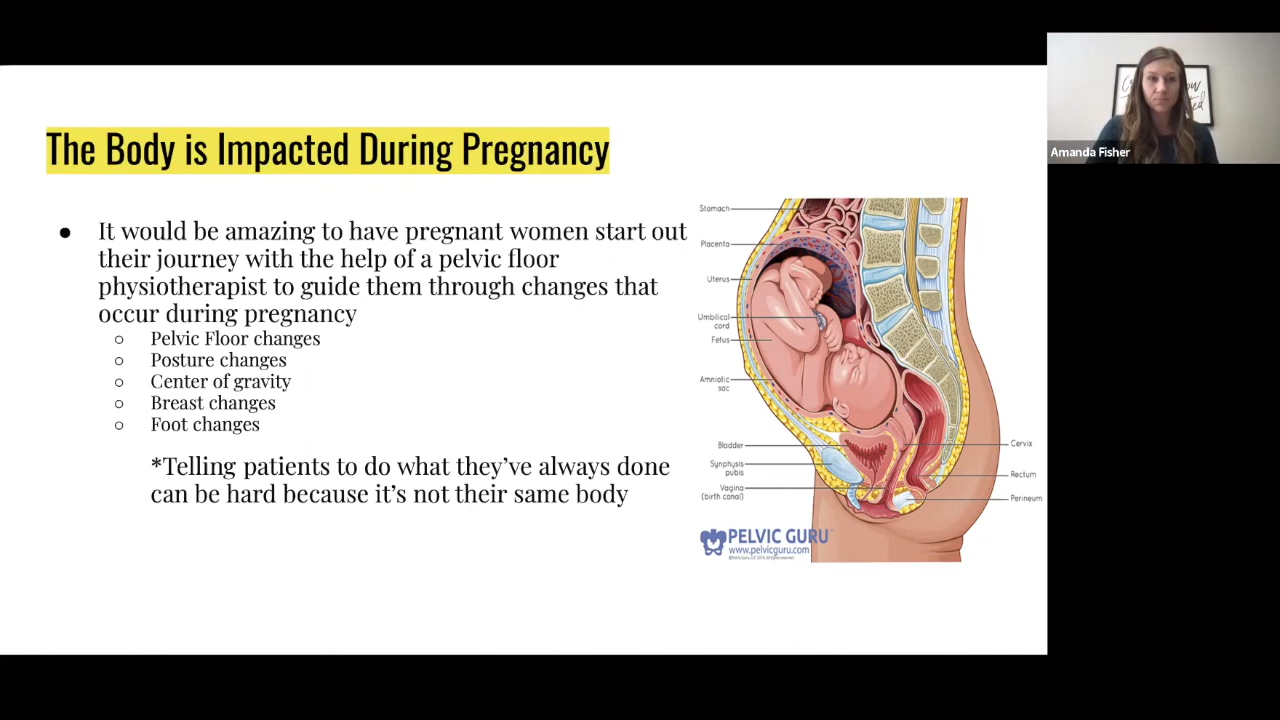 The Body is Impacted During Pregnancy
● It would be amazing to have pregnant women start out
their journey with the help of a pelvic floor
physiotherapist to guide them through changes that
occur during pregnancy
○ Pelvic Floor changes
○ Posture changes
○ Center of gravity
○ Breast changes
○ Foot changes
*Telling patients to do what they've always done
can be hard because it's not their same body
Stomach
Placenta
Uterus
Umbilical
cord
Fetus
Amniotic
sac
Bladder
Synphysis
pubis
Vagina
(birth canal)
Cervix
Rectum
Perineum
PELVIC GURU
www.pelvicguru.com
Amanda Fisher